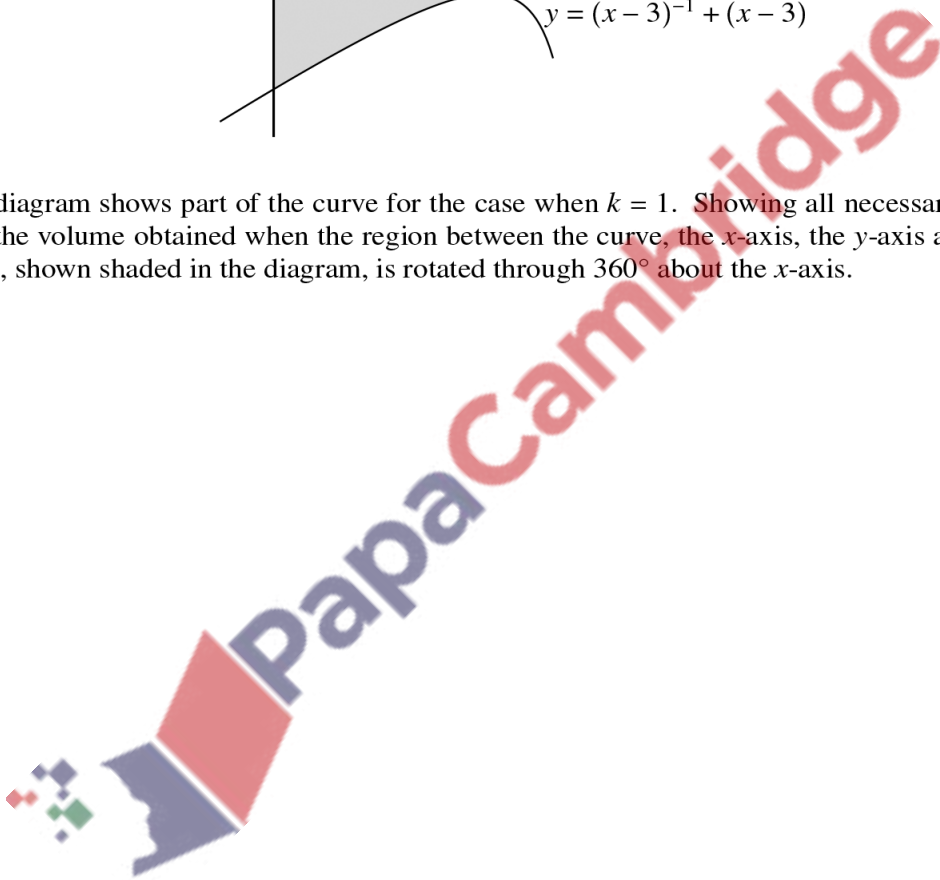 y = (x − 3)⁻¹ + (x − 3)
diagram shows part of the curve for the case when k = 1. Showing all necessar
the volume obtained when the region between the curve, the x-axis, the y-axis a
, shown shaded in the diagram, is rotated through 360° about the x-axis.
PapaCambridge